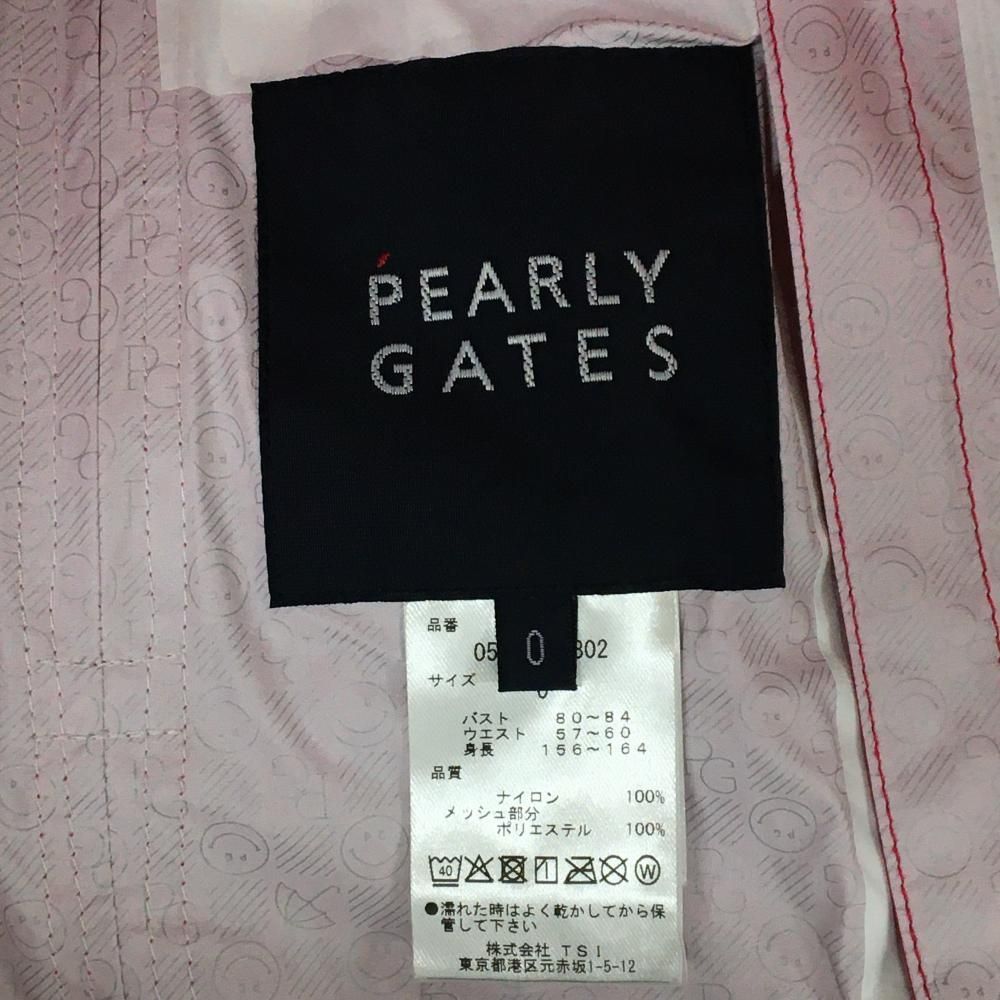 PEARLY
GATES
0
品番
05 802
サイズ
0
バスト 80～84
ウエスト 57～60
身長 156～164
品質
ナイロン 100%
メッシュ部分
ポリエステル 100%
40 W
●濡れた時はよく乾かしてから保
管して下さい
株式会社 TSI
東京都港区元赤坂1-5-12